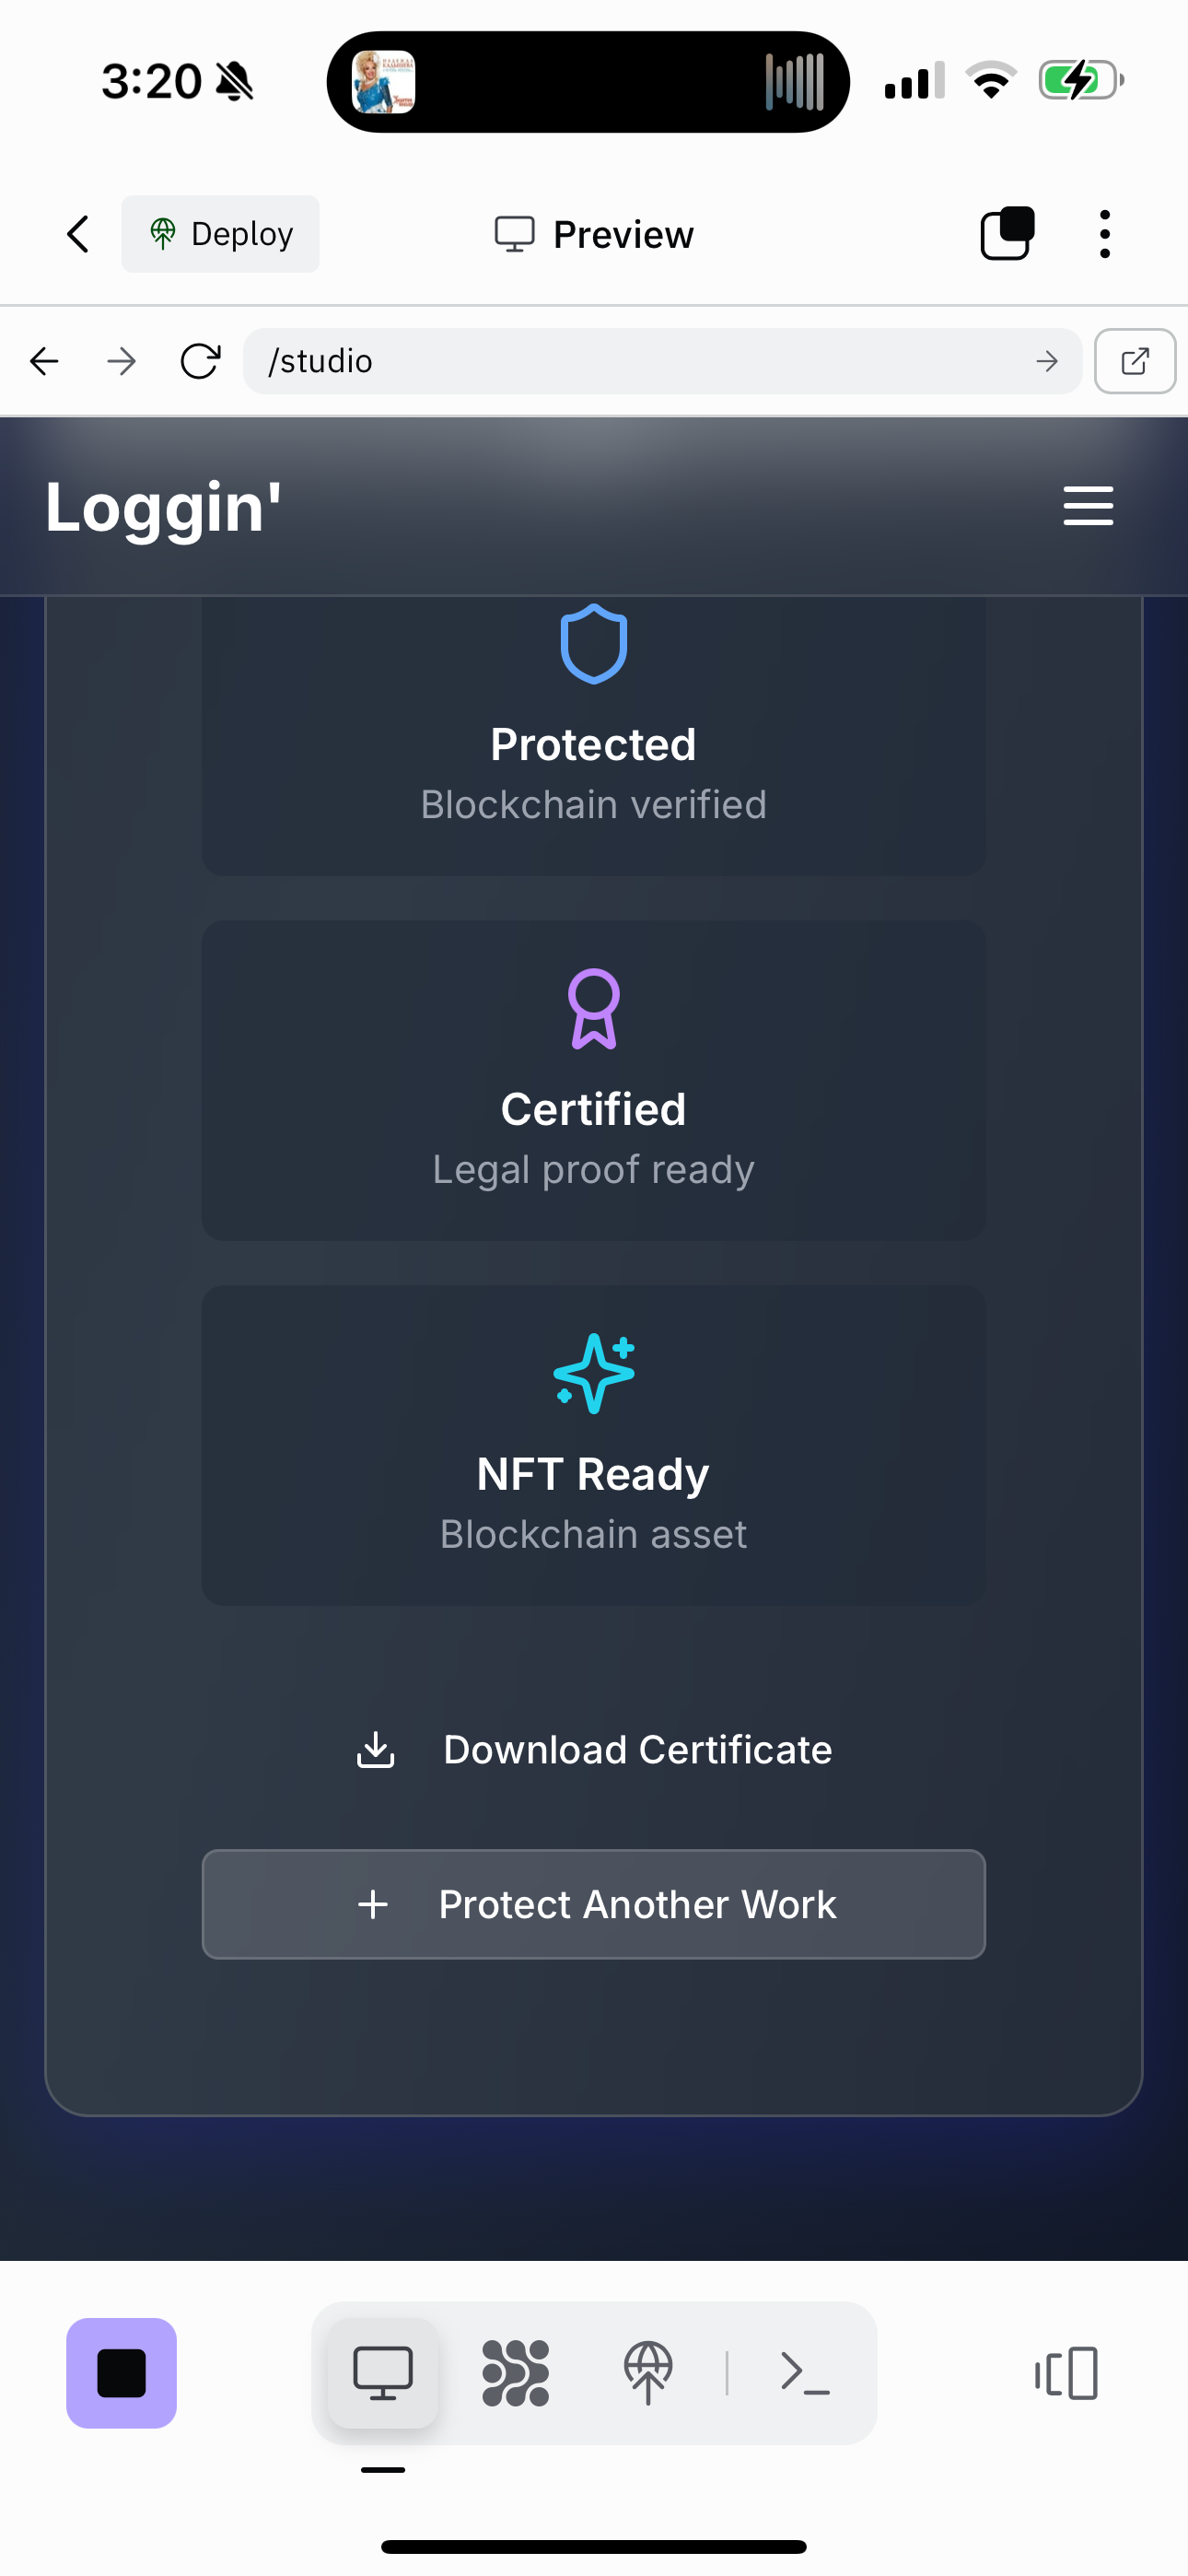 3:20
Deploy
Preview
/studio
Loggin'
Protected
Blockchain verified
Certified
Legal proof ready
NFT Ready
Blockchain asset
Download Certificate
Protect Another Work